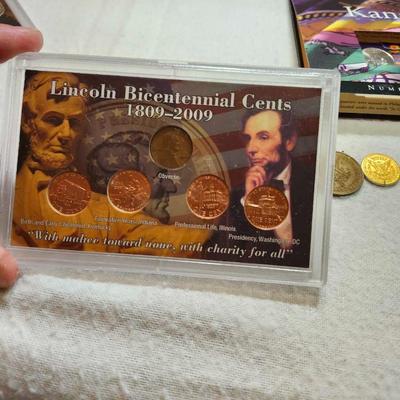 Lincoln Bicentennial Cents
1809-2009
Obverse
Birth and Early Childhood, Kentucky
Formative Years, Indiana
Professional Life, Illinois
Presidency, Washington, DC
"With malice toward none, with charity for all"
Kan